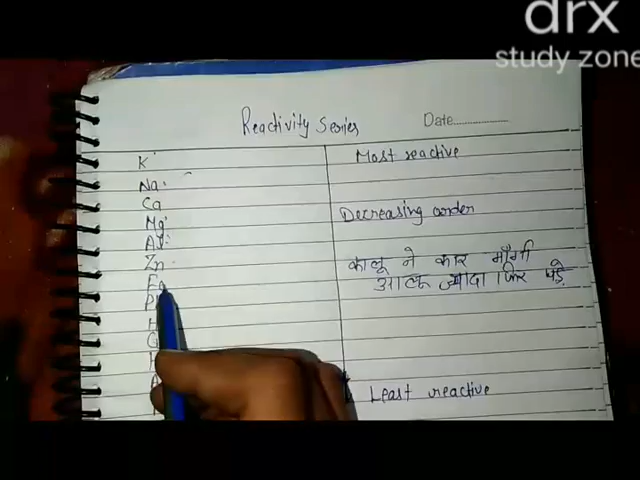 drx
study zone
Reactivity Series
Date
K
Most reactive
Na
Ca
Mg
Decreasing order
Al
Zn
कालू ने कार माँगी
Fe
आलू ज्यादा फिर पड़े
P
H
Least reactive